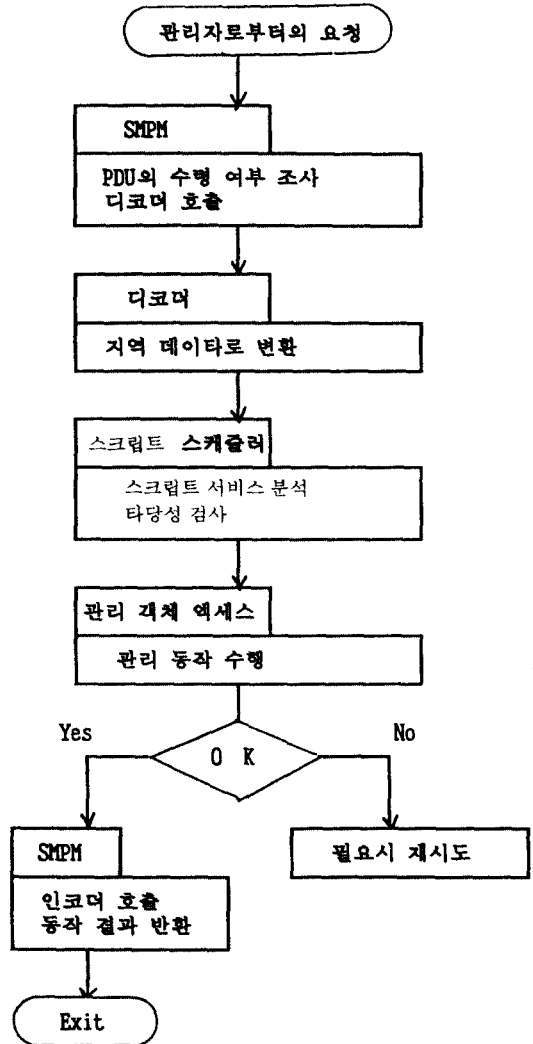 관리자로부터의 요청
SMPM
PDU의 수명 여부 조사
디코더 호출
디코더
지역 데이타로 변환
스크립트 스케줄러
스크립트 서비스 분석
타당성 검사
관리 객체 엑세스
관리 동작 수행
Yes
O K
No
SMPM
인코더 호출
동작 결과 반환
필요시 재시도
Exit